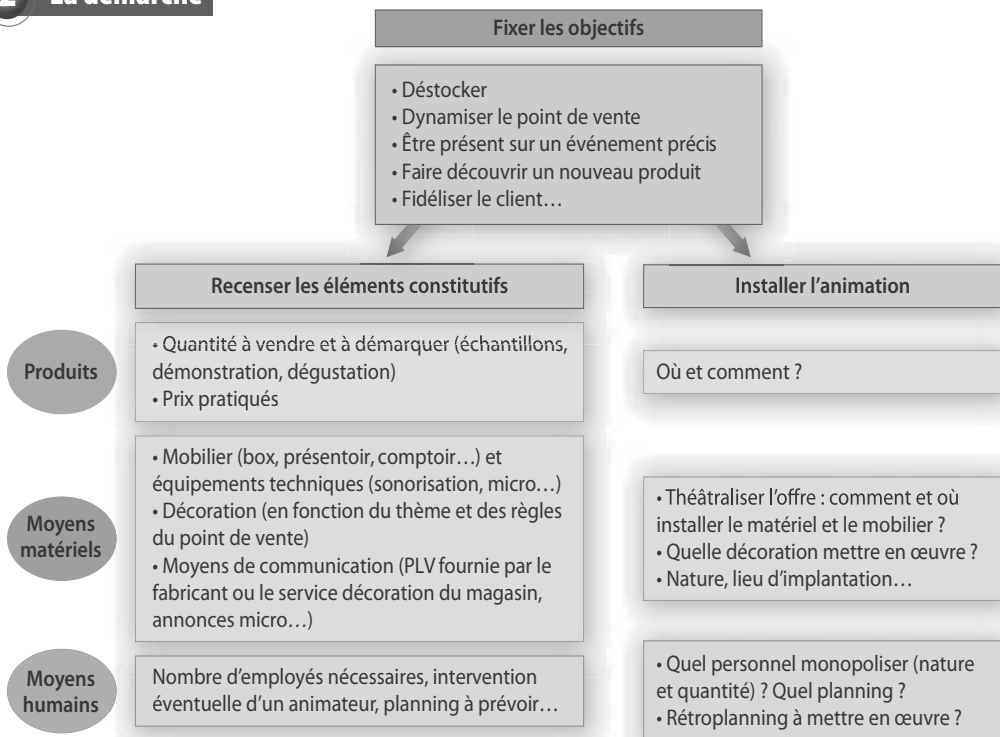 La démarche
Fixer les objectifs
• Déstocker
• Dynamiser le point de vente
• Être présent sur un événement précis
• Faire découvrir un nouveau produit
• Fidéliser le client…
Recenser les éléments constitutifs
Installer l’animation
Produits
• Quantité à vendre et à démarquer (échantillons,
démonstration, dégustation)
• Prix pratiqués
Où et comment ?
Moyens
matériels
• Mobilier (box, présentoir, comptoir…) et
équipements techniques (sonorisation, micro…)
• Décoration (en fonction du thème et des règles
du point de vente)
• Moyens de communication (PLV fournie par le
fabricant ou le service décoration du magasin,
annonces micro…)
• Théâtraliser l’offre : comment et où
installer le matériel et le mobilier ?
• Quelle décoration mettre en œuvre ?
• Nature, lieu d’implantation…
Moyens
humains
Nombre d’employés nécessaires, intervention
éventuelle d’un animateur, planning à prévoir…
• Quel personnel monopoliser (nature
et quantité) ? Quel planning ?
• Rétroplanning à mettre en œuvre ?